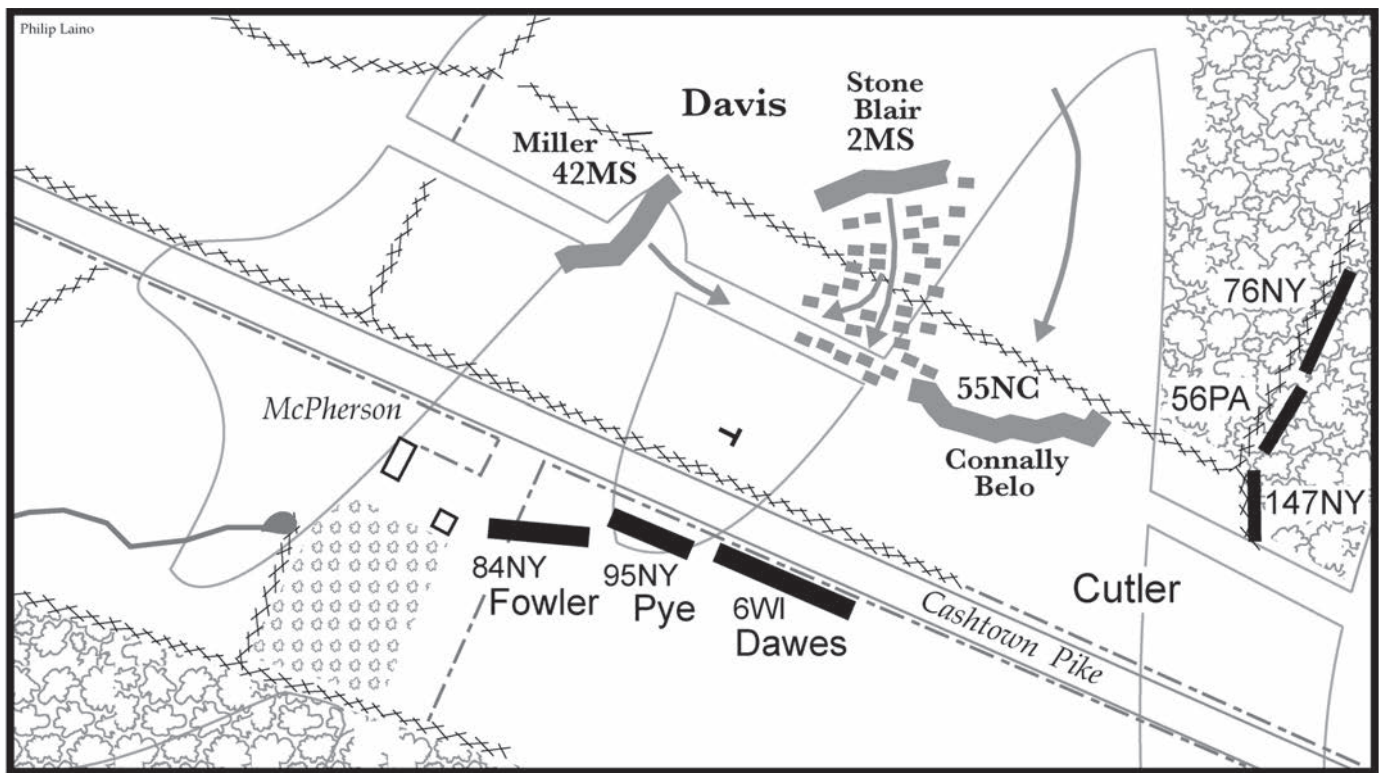 Philip Laino
Davis
Stone
Blair
2MS
Miller
42MS
76NY
56PA
55NC
McPherson
Connally
Belo
147NY
84NY
Fowler
95NY
Pye
6WI
Dawes
Cutler
Cashtown Pike